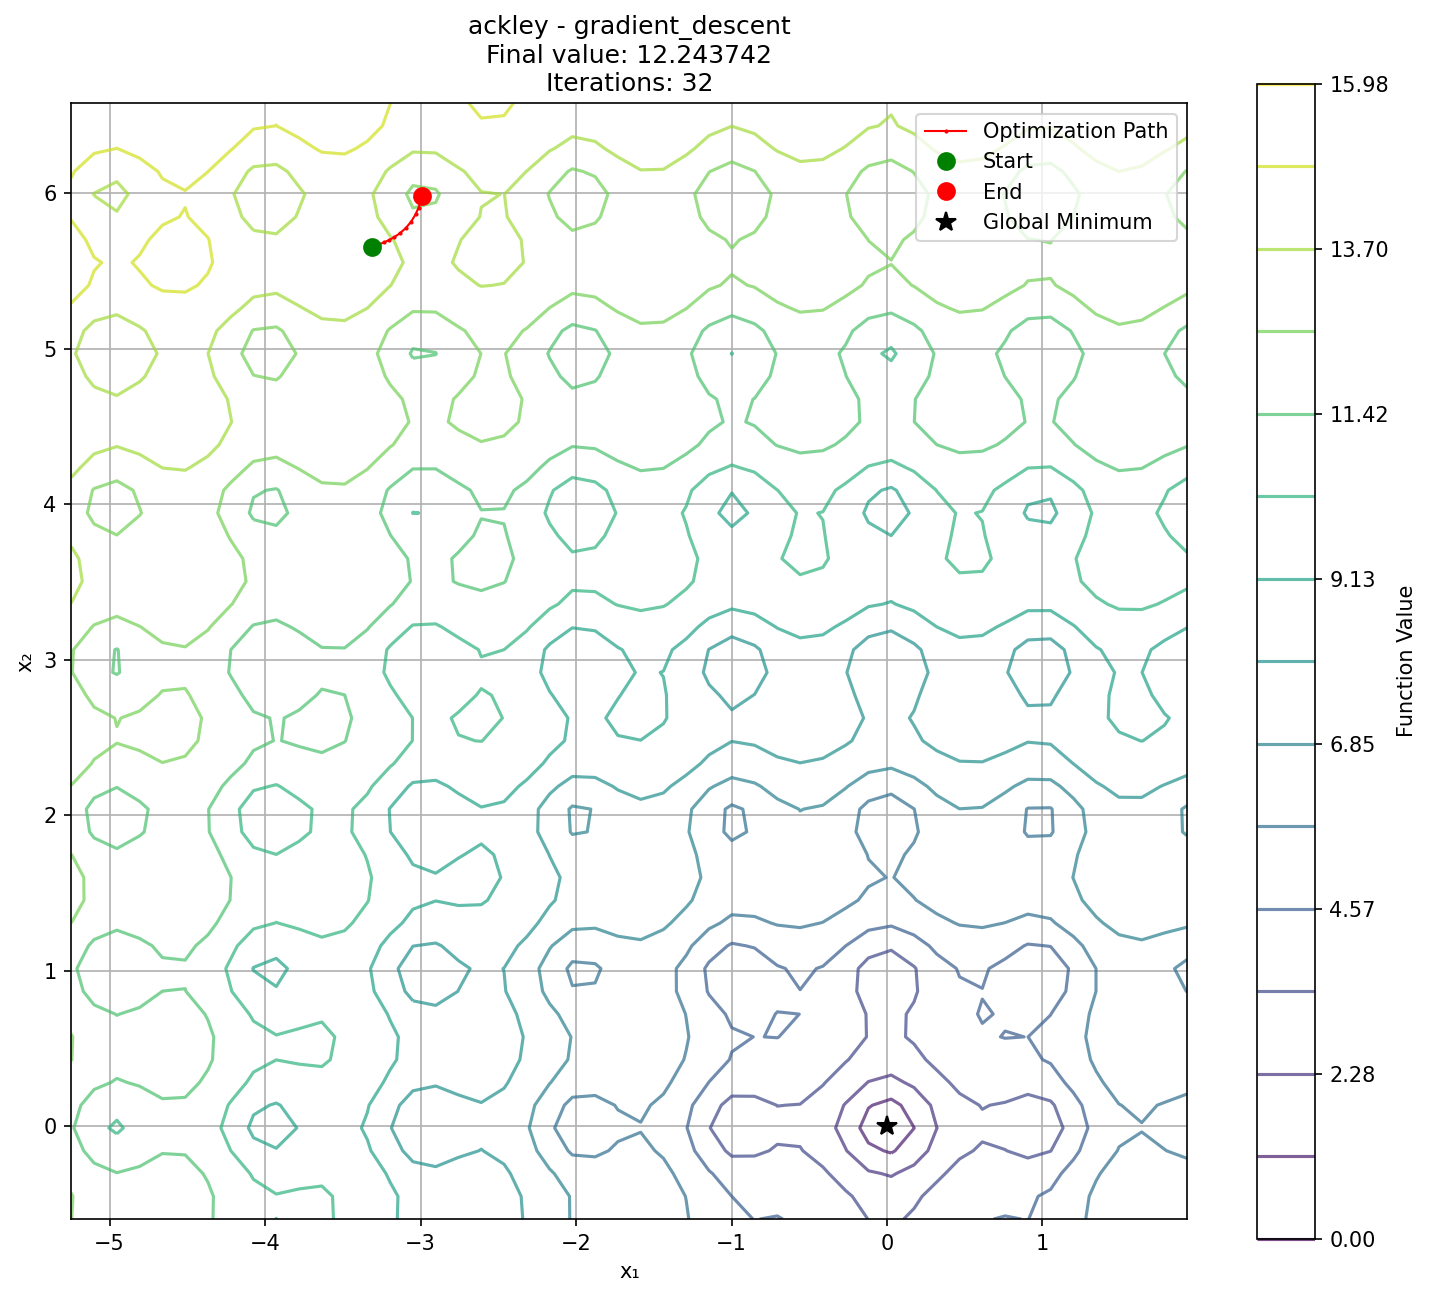 ackley - gradient_descent
Final value: 12.243742
Iterations: 32
Optimization Path
Start
End
Global Minimum
6
5
4
3
2
1
0
x₂
−5
−4
−3
−2
−1
0
1
x₁
15.98
13.70
11.42
9.13
6.85
4.57
2.28
0.00
Function Value